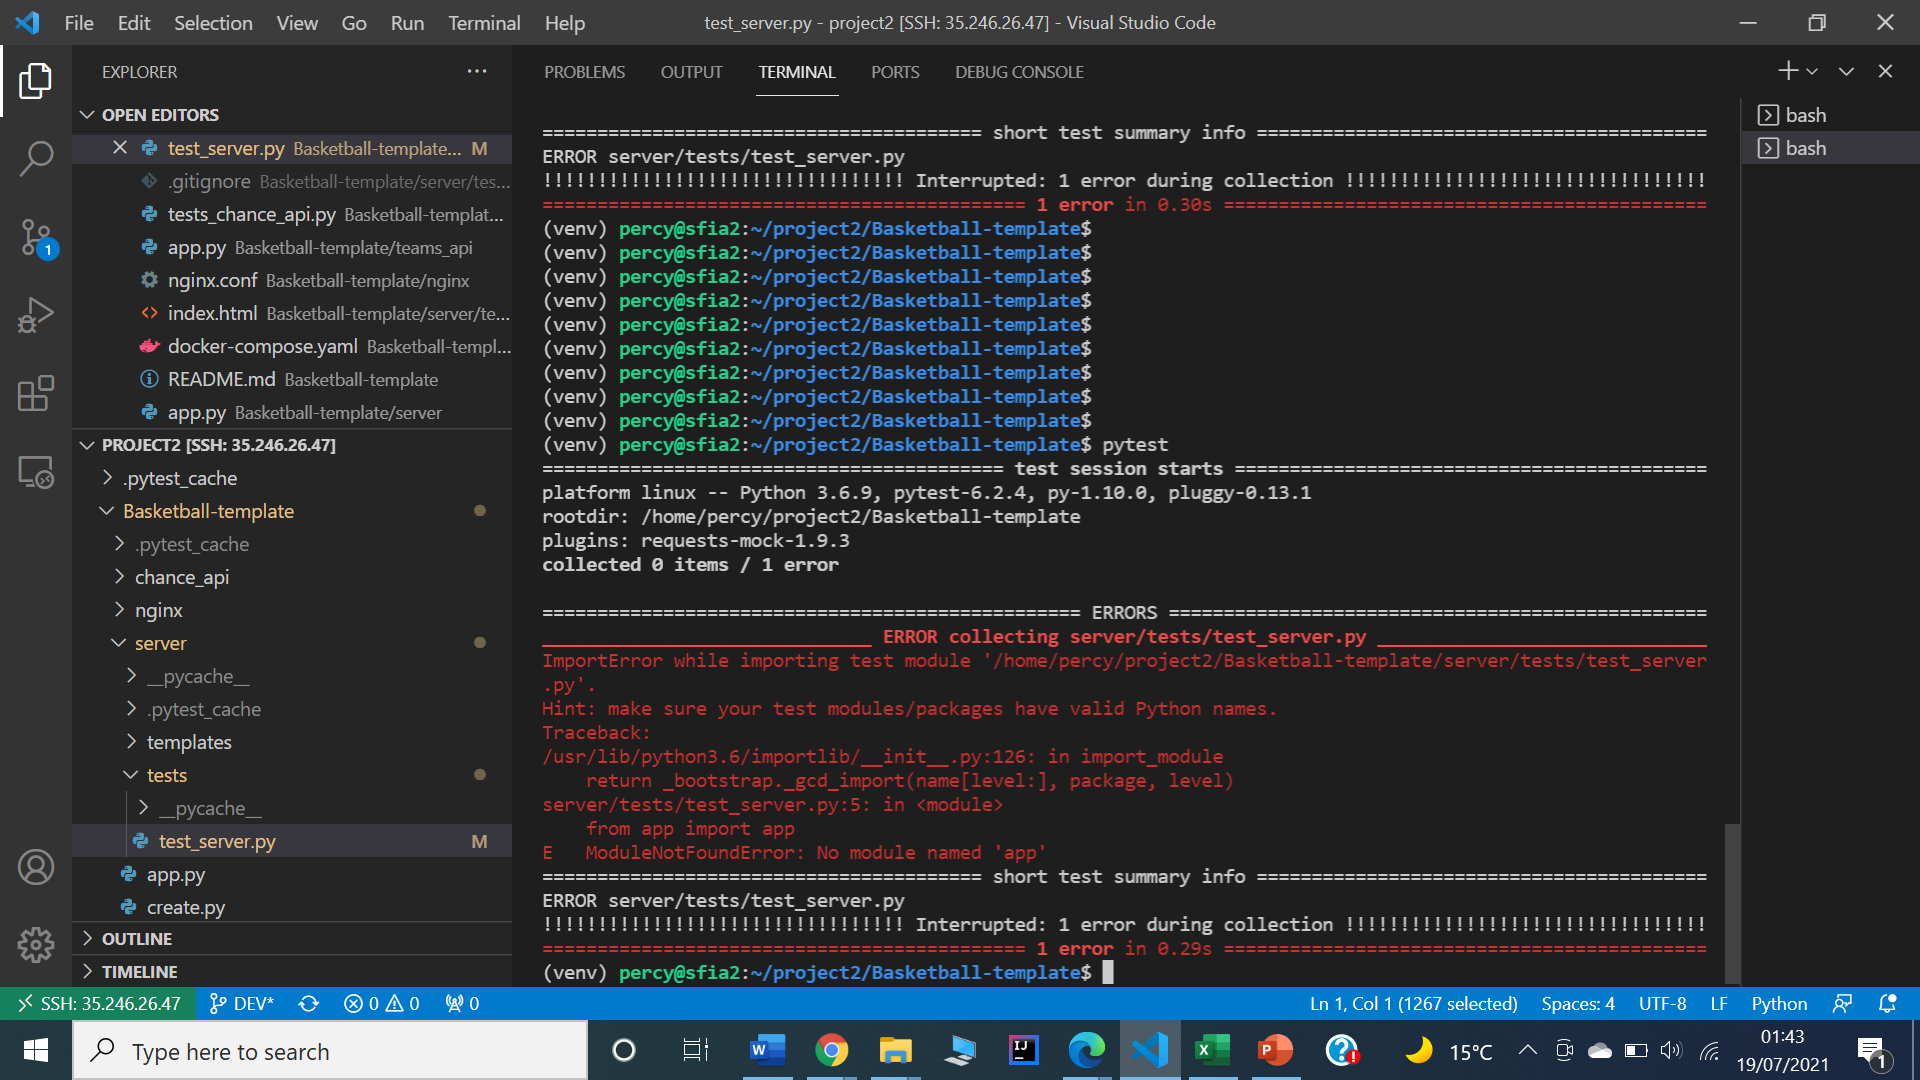 File Edit Selection View Go Run Terminal Help
test_server.py - project2 [SSH: 35.246.26.47] - Visual Studio Code
EXPLORER
OPEN EDITORS
test_server.py Basketball-template... M
.gitignore Basketball-template/server/tes...
tests_chance_api.py Basketball-templat...
app.py Basketball-template/teams_api
nginx.conf Basketball-template/nginx
index.html Basketball-template/server/te...
docker-compose.yaml Basketball-templ...
README.md Basketball-template
app.py Basketball-template/server
1
PROJECT2 [SSH: 35.246.26.47]
.pytest_cache
Basketball-template
.pytest_cache
chance_api
nginx
server
__pycache__
.pytest_cache
templates
tests
__pycache__
test_server.py M
app.py
create.py
OUTLINE
TIMELINE
PROBLEMS OUTPUT TERMINAL PORTS DEBUG CONSOLE
bash
bash
======================================== short test summary info =========================================
ERROR server/tests/test_server.py
!!!!!!!!!!!!!!!!!!!!!!!!!!!!!!!!! Interrupted: 1 error during collection !!!!!!!!!!!!!!!!!!!!!!!!!!!!!!!!!
============================================ 1 error in 0.30s ============================================
(venv) percy@sfia2:~/project2/Basketball-template$
(venv) percy@sfia2:~/project2/Basketball-template$
(venv) percy@sfia2:~/project2/Basketball-template$
(venv) percy@sfia2:~/project2/Basketball-template$
(venv) percy@sfia2:~/project2/Basketball-template$
(venv) percy@sfia2:~/project2/Basketball-template$
(venv) percy@sfia2:~/project2/Basketball-template$
(venv) percy@sfia2:~/project2/Basketball-template$
(venv) percy@sfia2:~/project2/Basketball-template$
(venv) percy@sfia2:~/project2/Basketball-template$ pytest
========================================== test session starts ===========================================
platform linux -- Python 3.6.9, pytest-6.2.4, py-1.10.0, pluggy-0.13.1
rootdir: /home/percy/project2/Basketball-template
plugins: requests-mock-1.9.3
collected 0 items / 1 error
================================================= ERRORS =================================================
______________________________ ERROR collecting server/tests/test_server.py ______________________________
ImportError while importing test module '/home/percy/project2/Basketball-template/server/tests/test_server
.py'.
Hint: make sure your test modules/packages have valid Python names.
Traceback:
/usr/lib/python3.6/importlib/__init__.py:126: in import_module
return _bootstrap._gcd_import(name[level:], package, level)
server/tests/test_server.py:5: in <module>
from app import app
E ModuleNotFoundError: No module named 'app'
======================================== short test summary info =========================================
ERROR server/tests/test_server.py
!!!!!!!!!!!!!!!!!!!!!!!!!!!!!!!!! Interrupted: 1 error during collection !!!!!!!!!!!!!!!!!!!!!!!!!!!!!!!!!
============================================ 1 error in 0.29s ============================================
(venv) percy@sfia2:~/project2/Basketball-template$
SSH: 35.246.26.47 DEV* 0 0 0 Ln 1, Col 1 (1267 selected) Spaces: 4 UTF-8 LF Python
Type here to search
W
IJ
X
P
15°C
01:43
19/07/2021
1